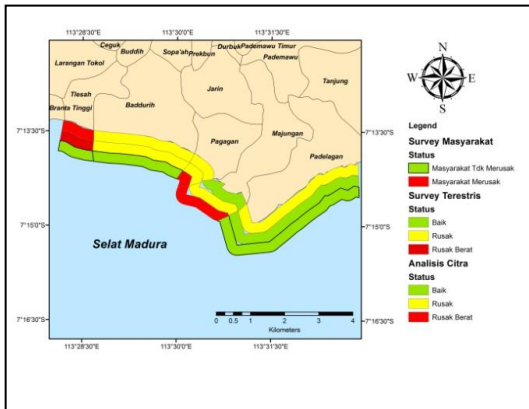 113°28'30"E 113°30'0"E 113°31'30"E
Ceguk
Buddih
Sopa'ah
Prekbun
Durbuk
Pademawu Timur
Pademawu
Larangan Tokol
Tlesah
Branta Tinggi
Baddurih
Jarin
Tanjung
Pagagan
Majungan
Padelagan
7°13'30"S 7°13'30"S
7°15'0"S 7°15'0"S
7°16'30"S 7°16'30"S
Selat Madura
0 0.5 1 2 3 4
Kilometers
113°28'30"E 113°30'0"E 113°31'30"E
N
W E
S
Legend
Survey Masyarakat
Status
Masyarakat Tdk Merusak
Masyarakat Merusak
Survey Terestris
Status
Baik
Rusak
Rusak Berat
Analisis Citra
Status
Baik
Rusak
Rusak Berat